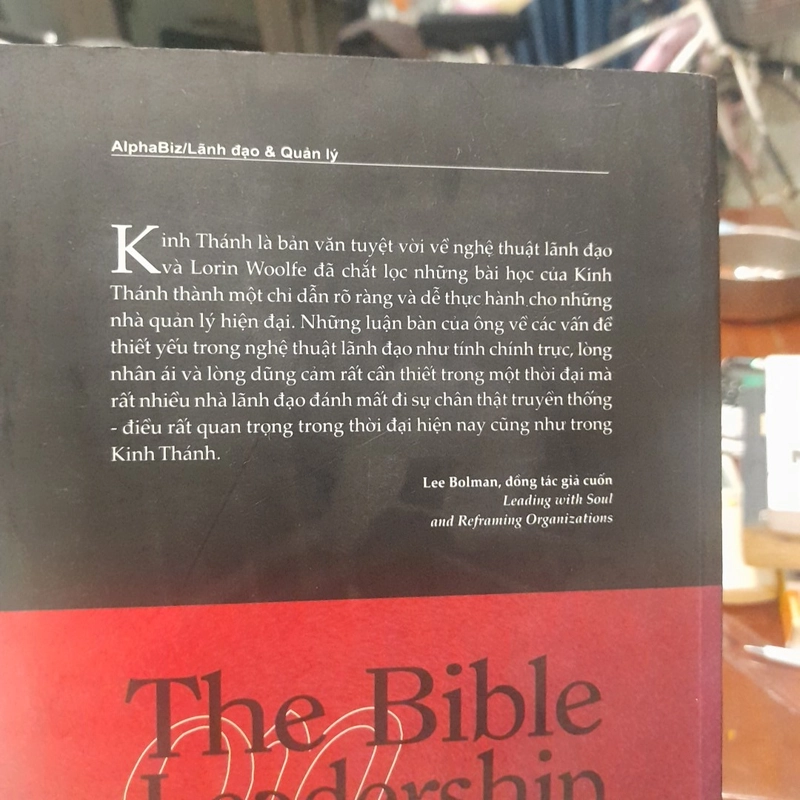 AlphaBiz/Lãnh đạo & Quản lý
Kinh Thánh là bản văn tuyệt vời về nghệ thuật lãnh đạo
và Lorin Woolfe đã chắt lọc những bài học của Kinh
Thánh thành một chỉ dẫn rõ ràng và dễ thực hành cho những
nhà quản lý hiện đại. Những luận bàn của ông về các vấn đề
thiết yếu trong nghệ thuật lãnh đạo như tính chính trực, lòng
nhân ái và lòng dũng cảm rất cần thiết trong một thời đại mà
rất nhiều nhà lãnh đạo đánh mất đi sự chân thật truyền thống
- điều rất quan trọng trong thời đại hiện nay cũng như trong
Kinh Thánh.
Lee Bolman, đồng tác giả cuốn
Leading with Soul
and Reframing Organizations
The Bible
Leadership